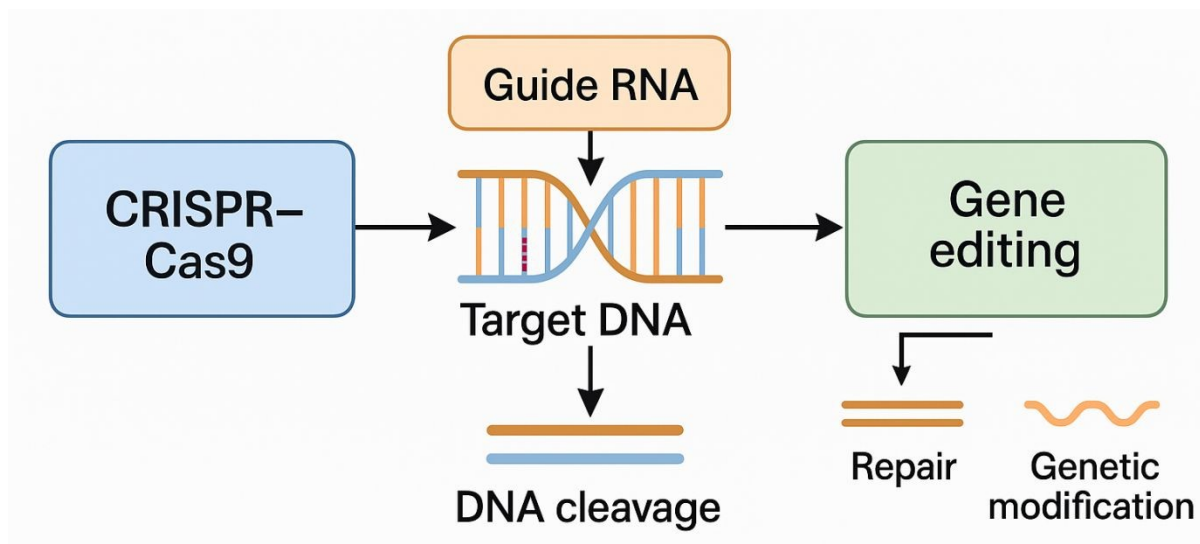 Guide RNA
CRISPR–
Cas9
Gene
editing
Target DNA
DNA cleavage
Repair
Genetic
modification